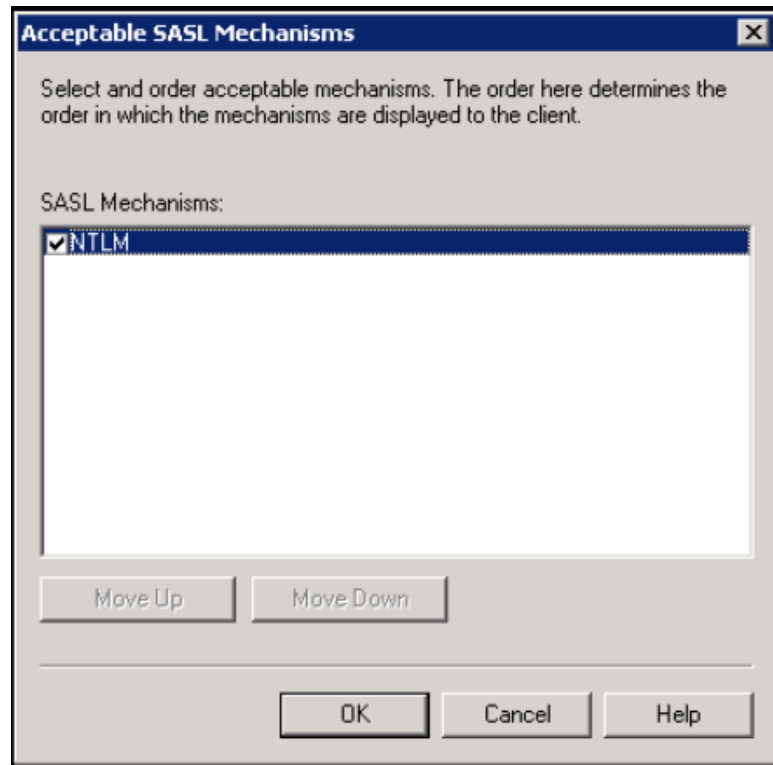 Acceptable SASL Mechanisms
Select and order acceptable mechanisms. The order here determines the
order in which the mechanisms are displayed to the client.
SASL Mechanisms:
NTLM
Move Up
Move Down
OK
Cancel
Help